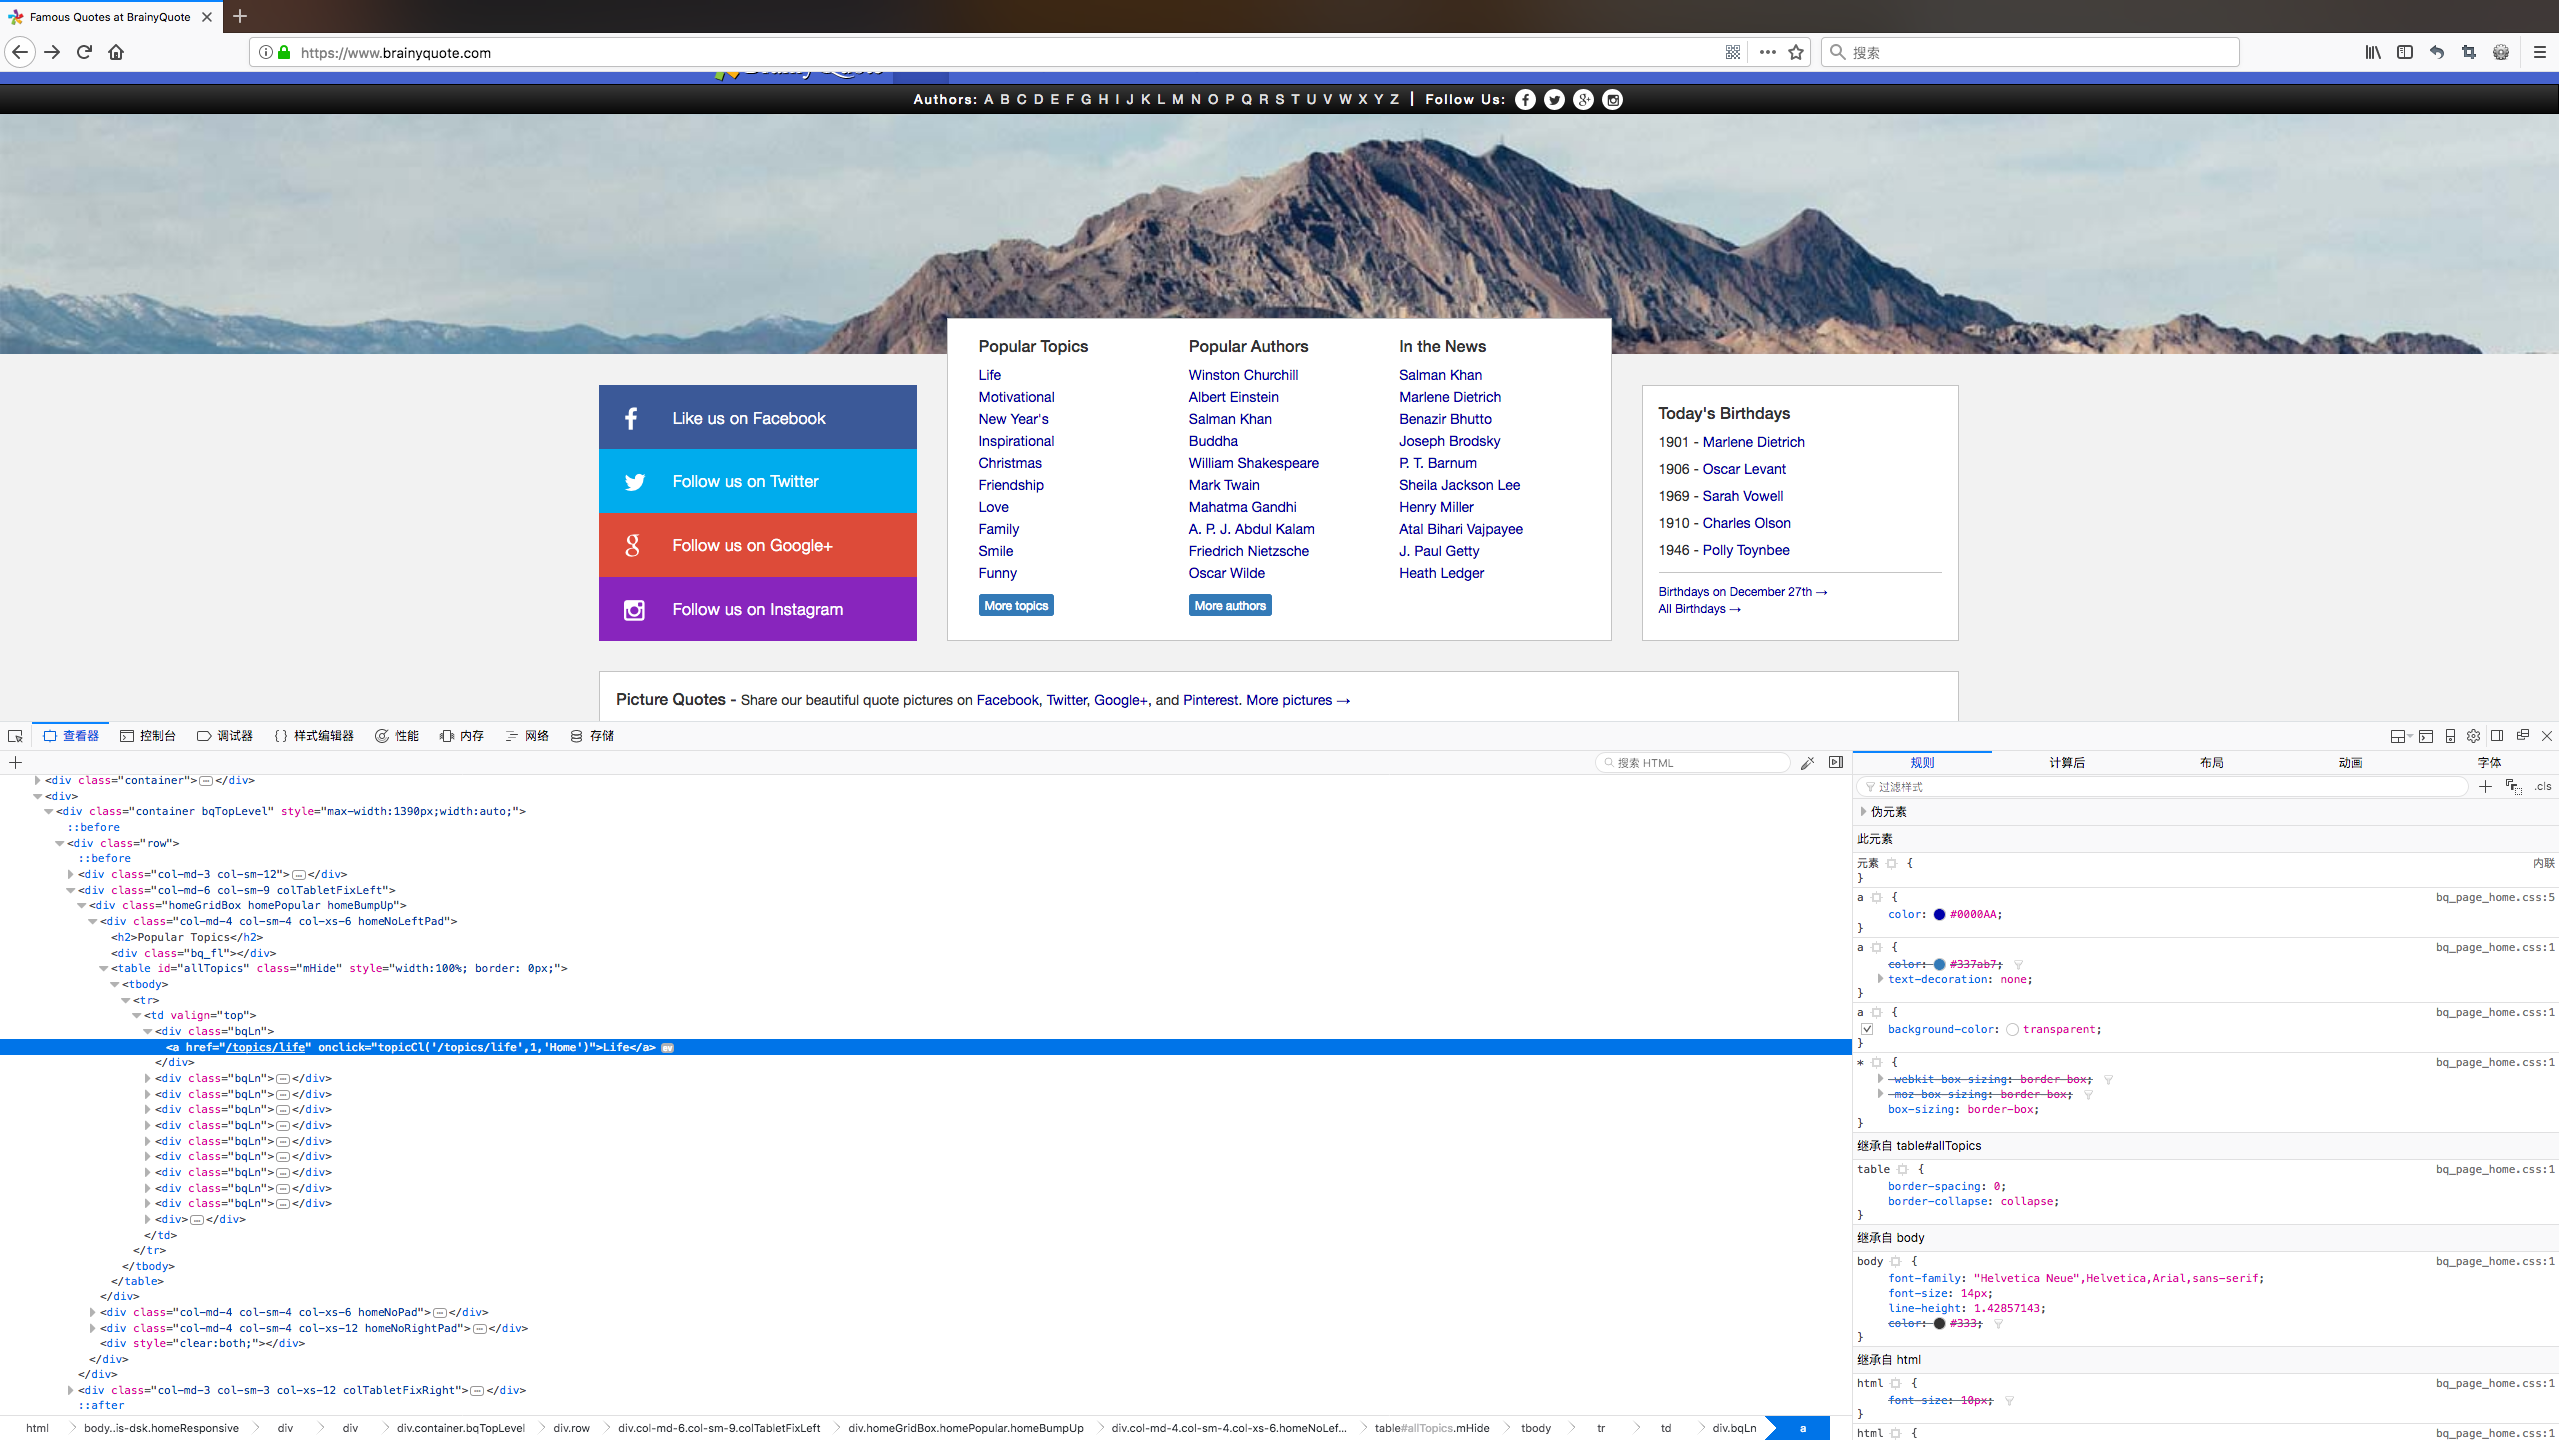 Famous Quotes at BrainyQuote
https://www.brainyquote.com
搜索
Authors: A B C D E F G H I J K L M N O P Q R S T U V W X Y Z | Follow Us:
Like us on Facebook
Follow us on Twitter
Follow us on Google+
Follow us on Instagram
Popular Topics
Life
Motivational
New Year's
Inspirational
Christmas
Friendship
Love
Family
Smile
Funny
More topics
Popular Authors
Winston Churchill
Albert Einstein
Salman Khan
Buddha
William Shakespeare
Mark Twain
Mahatma Gandhi
A. P. J. Abdul Kalam
Friedrich Nietzsche
Oscar Wilde
More authors
In the News
Salman Khan
Marlene Dietrich
Benazir Bhutto
Joseph Brodsky
P. T. Barnum
Sheila Jackson Lee
Henry Miller
Atal Bihari Vajpayee
J. Paul Getty
Heath Ledger
Today's Birthdays
1901 - Marlene Dietrich
1906 - Oscar Levant
1969 - Sarah Vowell
1910 - Charles Olson
1946 - Polly Toynbee
Birthdays on December 27th →
All Birthdays →
Picture Quotes - Share our beautiful quote pictures on Facebook, Twitter, Google+, and Pinterest. More pictures →
查看器 控制台 调试器 {} 样式编辑器 性能 内存 网络 存储
搜索 HTML
<div class="container"></div>
<div>
<div class="container bqTopLevel" style="max-width:1390px;width:auto;">
::before
<div class="row">
::before
<div class="col-md-3 col-sm-12"></div>
<div class="col-md-6 col-sm-9 colTabletFixLeft">
<div class="homeGridBox homePopular homeBumpUp">
<div class="col-md-4 col-sm-4 col-xs-6 homeNoLeftPad">
<h2>Popular Topics</h2>
<div class="bq_fl"></div>
<table id="allTopics" class="mHide" style="width:100%; border: 0px;">
<tbody>
<tr>
<td valign="top">
<div class="bqLn">
<a href="/topics/life" onclick="topicCl('/topics/life',1,'Home')">Life</a> ev
</div>
<div class="bqLn"></div>
<div class="bqLn"></div>
<div class="bqLn"></div>
<div class="bqLn"></div>
<div class="bqLn"></div>
<div class="bqLn"></div>
<div class="bqLn"></div>
<div class="bqLn"></div>
<div class="bqLn"></div>
<div></div>
</td>
</tr>
</tbody>
</table>
</div>
<div class="col-md-4 col-sm-4 col-xs-6 homeNoPad"></div>
<div class="col-md-4 col-sm-4 col-xs-12 homeNoRightPad"></div>
<div style="clear:both;"></div>
</div>
</div>
<div class="col-md-3 col-sm-3 col-xs-12 colTabletFixRight"></div>
::after
html body..is-dsk.homeResponsive div div div.container.bqTopLevel div.row div.col-md-6.col-sm-9.colTabletFixLeft div.homeGridBox.homePopular.homeBumpUp div.col-md-4.col-sm-4.col-xs-6.homeNoLef... table#allTopics.mHide tbody tr td div.bqLn a
规则 计算后 布局 动画 字体
过滤样式 .cls
伪元素
此元素
元素 { 内联
}
a { bq_page_home.css:5
color: #0000AA;
}
a { bq_page_home.css:1
color: #337ab7;
text-decoration: none;
}
a { bq_page_home.css:1
background-color: transparent;
}
* { bq_page_home.css:1
-webkit-box-sizing: border-box;
-moz-box-sizing: border-box;
box-sizing: border-box;
}
继承自 table#allTopics
table { bq_page_home.css:1
border-spacing: 0;
border-collapse: collapse;
}
继承自 body
body { bq_page_home.css:1
font-family: "Helvetica Neue",Helvetica,Arial,sans-serif;
font-size: 14px;
line-height: 1.42857143;
color: #333;
}
继承自 html
html { bq_page_home.css:1
font-size: 10px;
}
html { bq_page_home.css:1